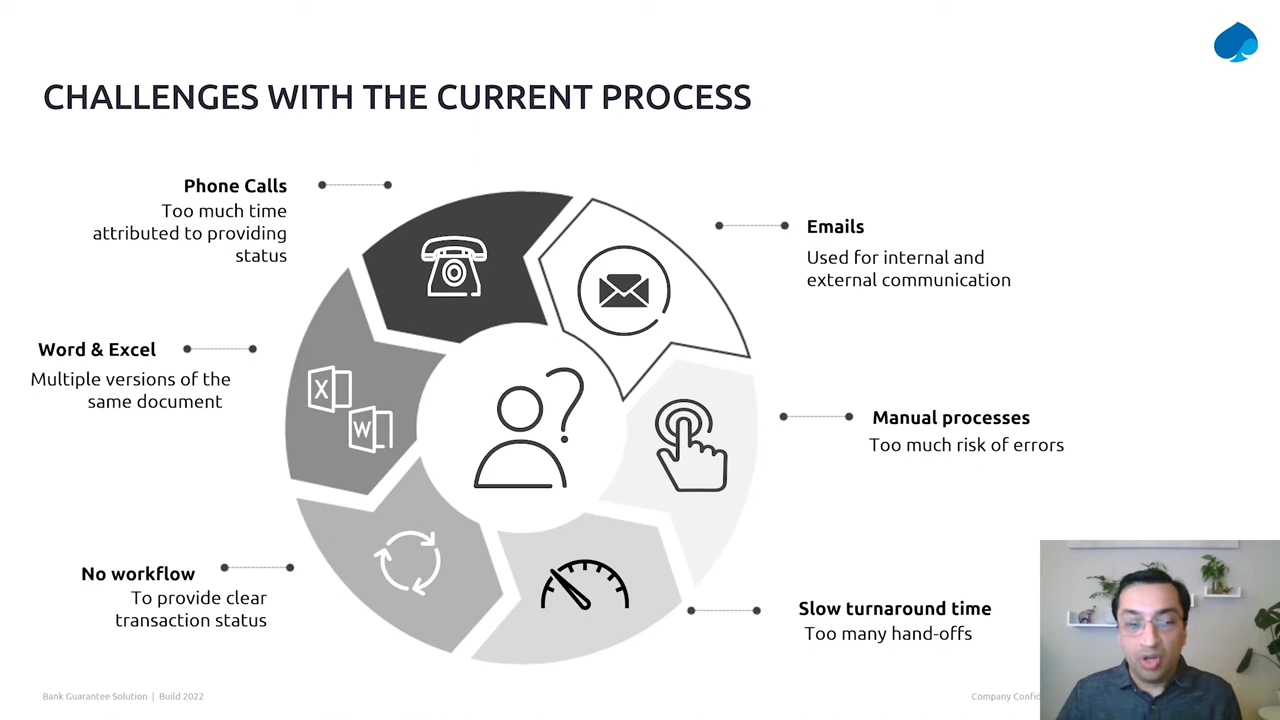 CHALLENGES WITH THE CURRENT PROCESS
Phone Calls
Too much time
attributed to providing
status
Emails
Used for internal and
external communication
Word & Excel
Multiple versions of the
same document
X
W
Manual processes
Too much risk of errors
No workflow
To provide clear
transaction status
Slow turnaround time
Too many hand-offs
Bank Guarantee Solution | Build 2022
Company